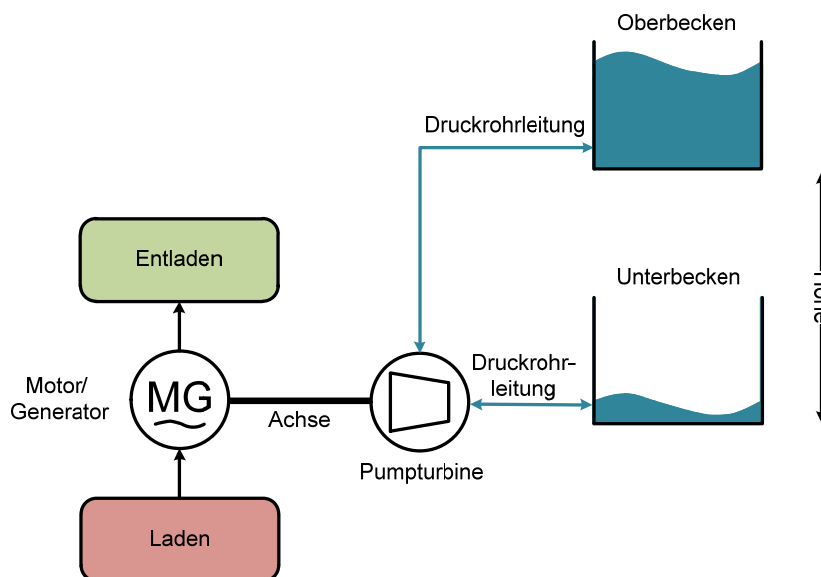 Oberbecken
Druckrohrleitung
Entladen
Unterbecken
Motor/
Generator
MG
Achse
Druckrohr-
leitung
Pumpturbine
Laden